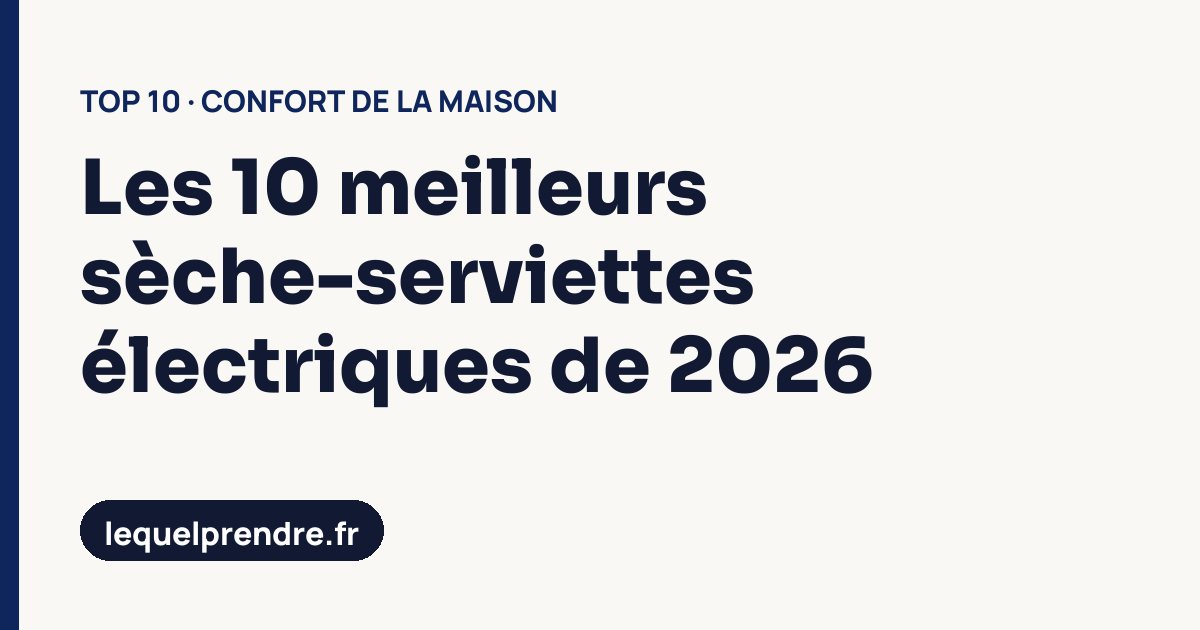 TOP 10 · CONFORT DE LA MAISON
Les 10 meilleurs
sèche-serviettes
électriques de 2026
lequelprendre.fr